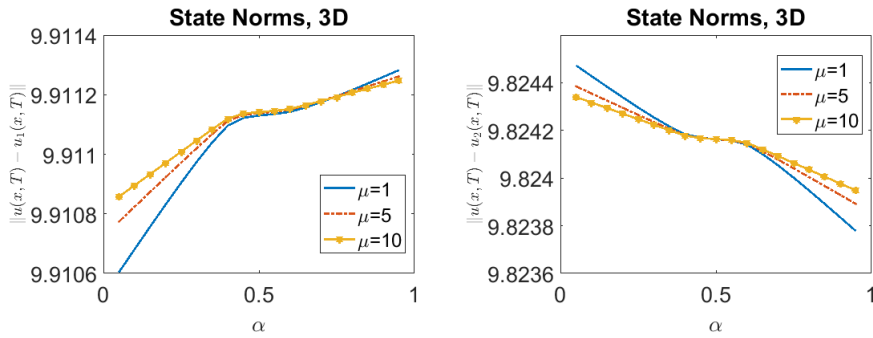 State Norms, 3D
||u(x, T) − u₁(x, T)||
9.9114
9.9112
9.911
9.9108
9.9106
μ=1
μ=5
μ=10
0 0.5 1
α
State Norms, 3D
||u(x, T) − u₂(x, T)||
9.8244
9.8242
9.824
9.8238
9.8236
μ=1
μ=5
μ=10
0 0.5 1
α